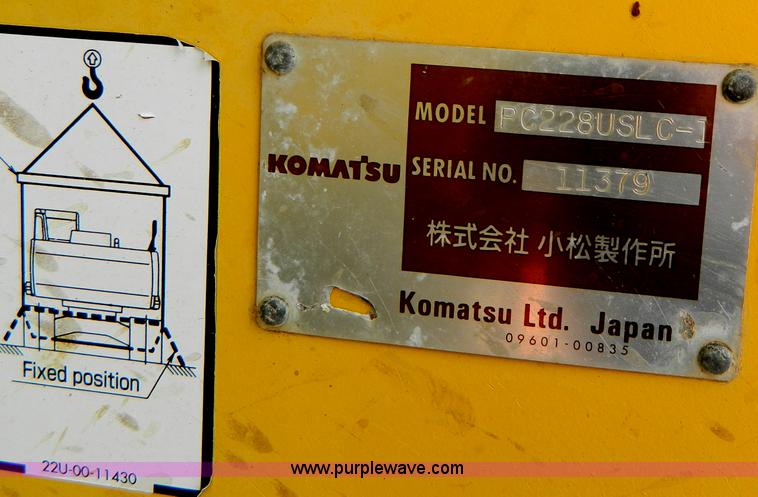 MODEL PC228USLC-1
KOMATSU
SERIAL NO. 11379
株式会社 小松製作所
Komatsu Ltd. Japan
09601-00835
Fixed position
22U-00-11430
www.purplewave.com